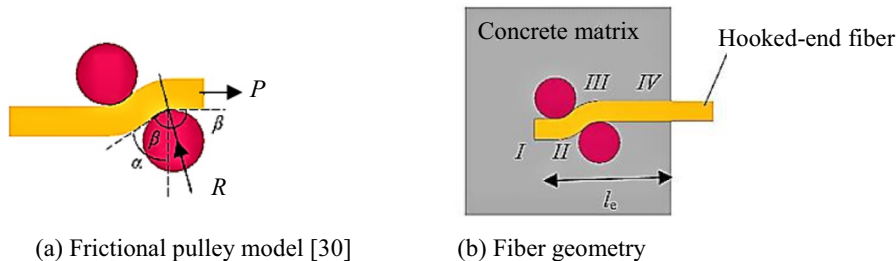 P
β
β
α
R
(a) Frictional pulley model [30]
Concrete matrix
Hooked-end fiber
III IV
I II
lₑ
(b) Fiber geometry